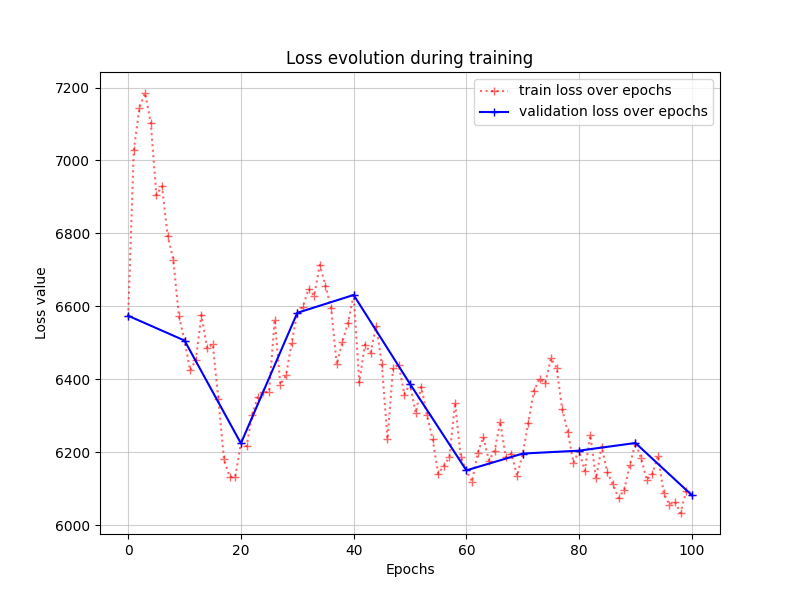 Loss evolution during training
train loss over epochs
validation loss over epochs
Loss value
7200
7000
6800
6600
6400
6200
6000
0 20 40 60 80 100
Epochs